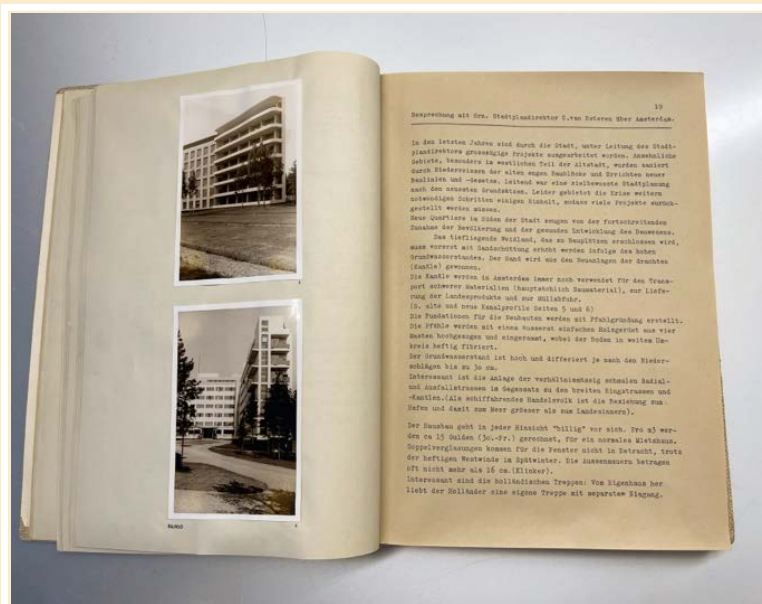 19
Besprechung mit Hrn. Stadtplandirektor C.van Eeteren über Amsterdam.
In den letzten Jahren sind durch die Stadt, unter Leitung des Stadt-
plandirektors grosszügige Projekte ausgearbeitet worden. Ansehnliche
Gebiete, besonders im westlichen Teil der Altstadt, wurden saniert
durch Niederreissen der alten engen Baublöcke und Errichten neuer
Baulinien und -Gesetze. Leitend war eine zielbewusste Stadtplanung
nach den neuesten Grundsätzen. Leider gebietet die Krise weitern
notwendigen Schritten einigen Einhalt, sodass viele Projekte zurück-
gestellt werden müssen.
Neue Quartiere im Süden der Stadt zeugen von der fortschreitenden
Zunahme der Bevölkerung und der gesunden Entwicklung des Bauwesens.
Das tiefliegende Weidland, das zu Bauplätzen erschlossen wird,
muss vorerst mit Sandschüttung erhöht werden infolge des hohen
Grundwasserstandes. Der Sand wird aus den Neuanlagen der Grachten
(Kanäle) gewonnen.
Die Kanäle werden in Amsterdam immer noch verwendet für den Trans-
port schwerer Materialien (hauptsächlich Baumaterial), zur Liefe-
rung der Landesprodukte und zur Müllabfuhr.
(S. alte und neue Kanalprofile Seiten 5 und 6)
Die Fundationen für die Neubauten werden mit Pfahlgründung erstellt.
Die Pfähle werden mit einem äusserst einfachen Holzgerüst aus vier
Masten hochgezogen und eingerammt, wobei der Boden in weitem Um-
kreis heftig fibriert.
Der Grundwasserstand ist hoch und differiert je nach den Nieder-
schlägen bis zu 30 cm.
Interessant ist die Anlage der verhältnismässig schmalen Radial-
und Ausfallstrassen im Gegensatz zu den breiten Ringstrassen und
-Kanälen.(Als schiffahrendes Handelsvolk ist die Beziehung zum
Hafen und damit zum Meer grösser als zum Landesinnern).
Der Hausbau geht in jeder Hinsicht "billig" vor sich. Pro m3 wer-
den ca 15 Gulden (30.-Fr.) gerechnet, für ein normales Mietshaus.
Doppelverglasungen kommen für die Fenster nicht in Betracht, trotz
der heftigen Westwinde im Spätwinter. Die Aussenmauern betragen
oft nicht mehr als 16 cm.(Klinker).
Interessant sind die holländischen Treppen: Vom Eigenhaus her
liebt der Holländer eine eigene Treppe mit separatem Eingang.